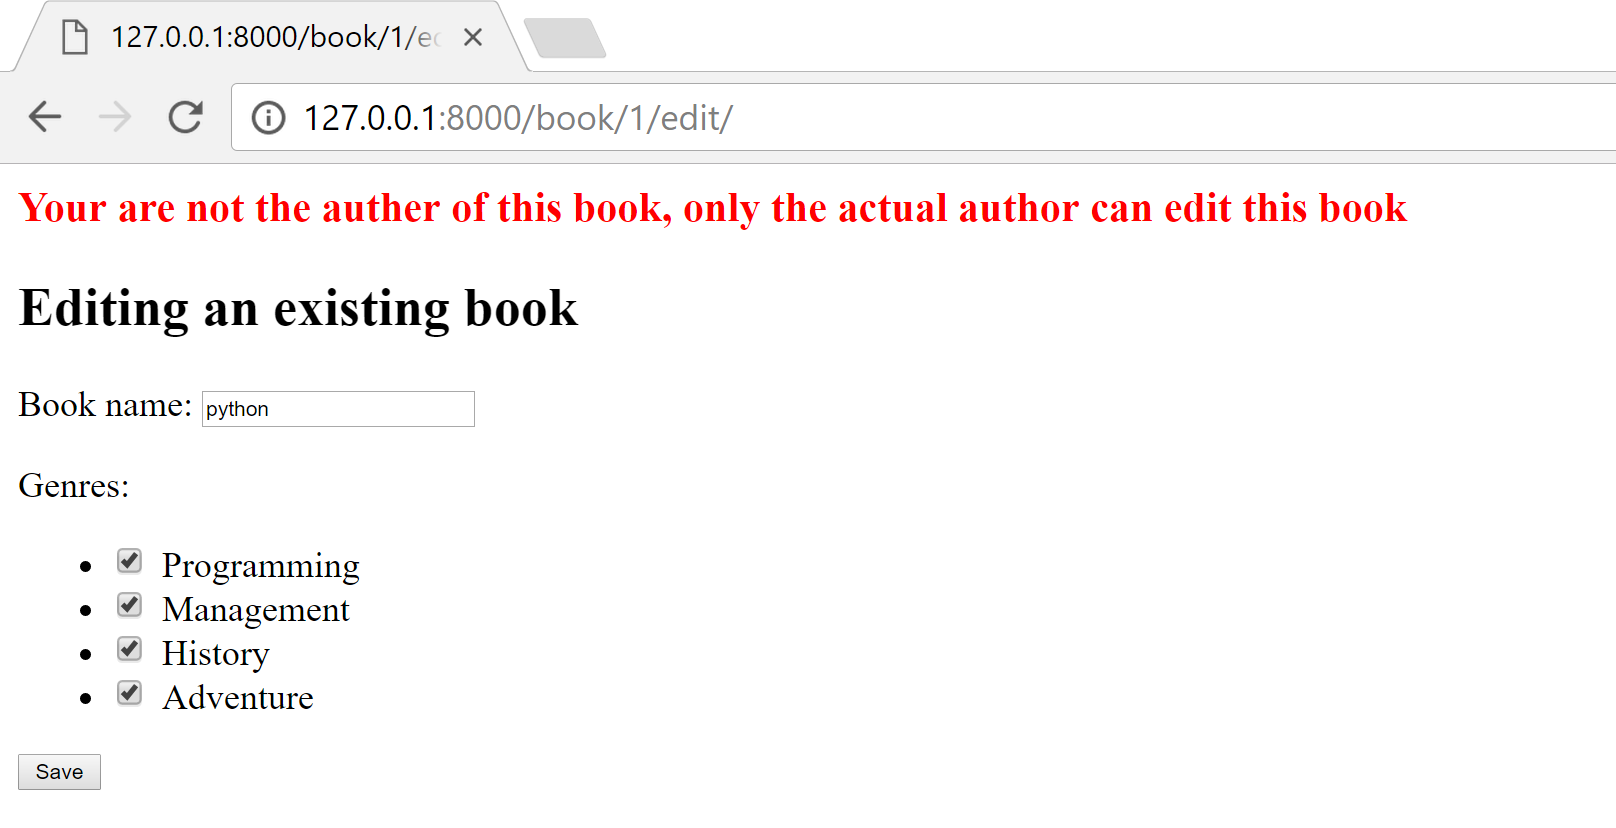 127.0.0.1:8000/book/1/ed
127.0.0.1:8000/book/1/edit/
Your are not the auther of this book, only the actual author can edit this book
Editing an existing book
Book name: python
Genres:
Programming
Management
History
Adventure
Save